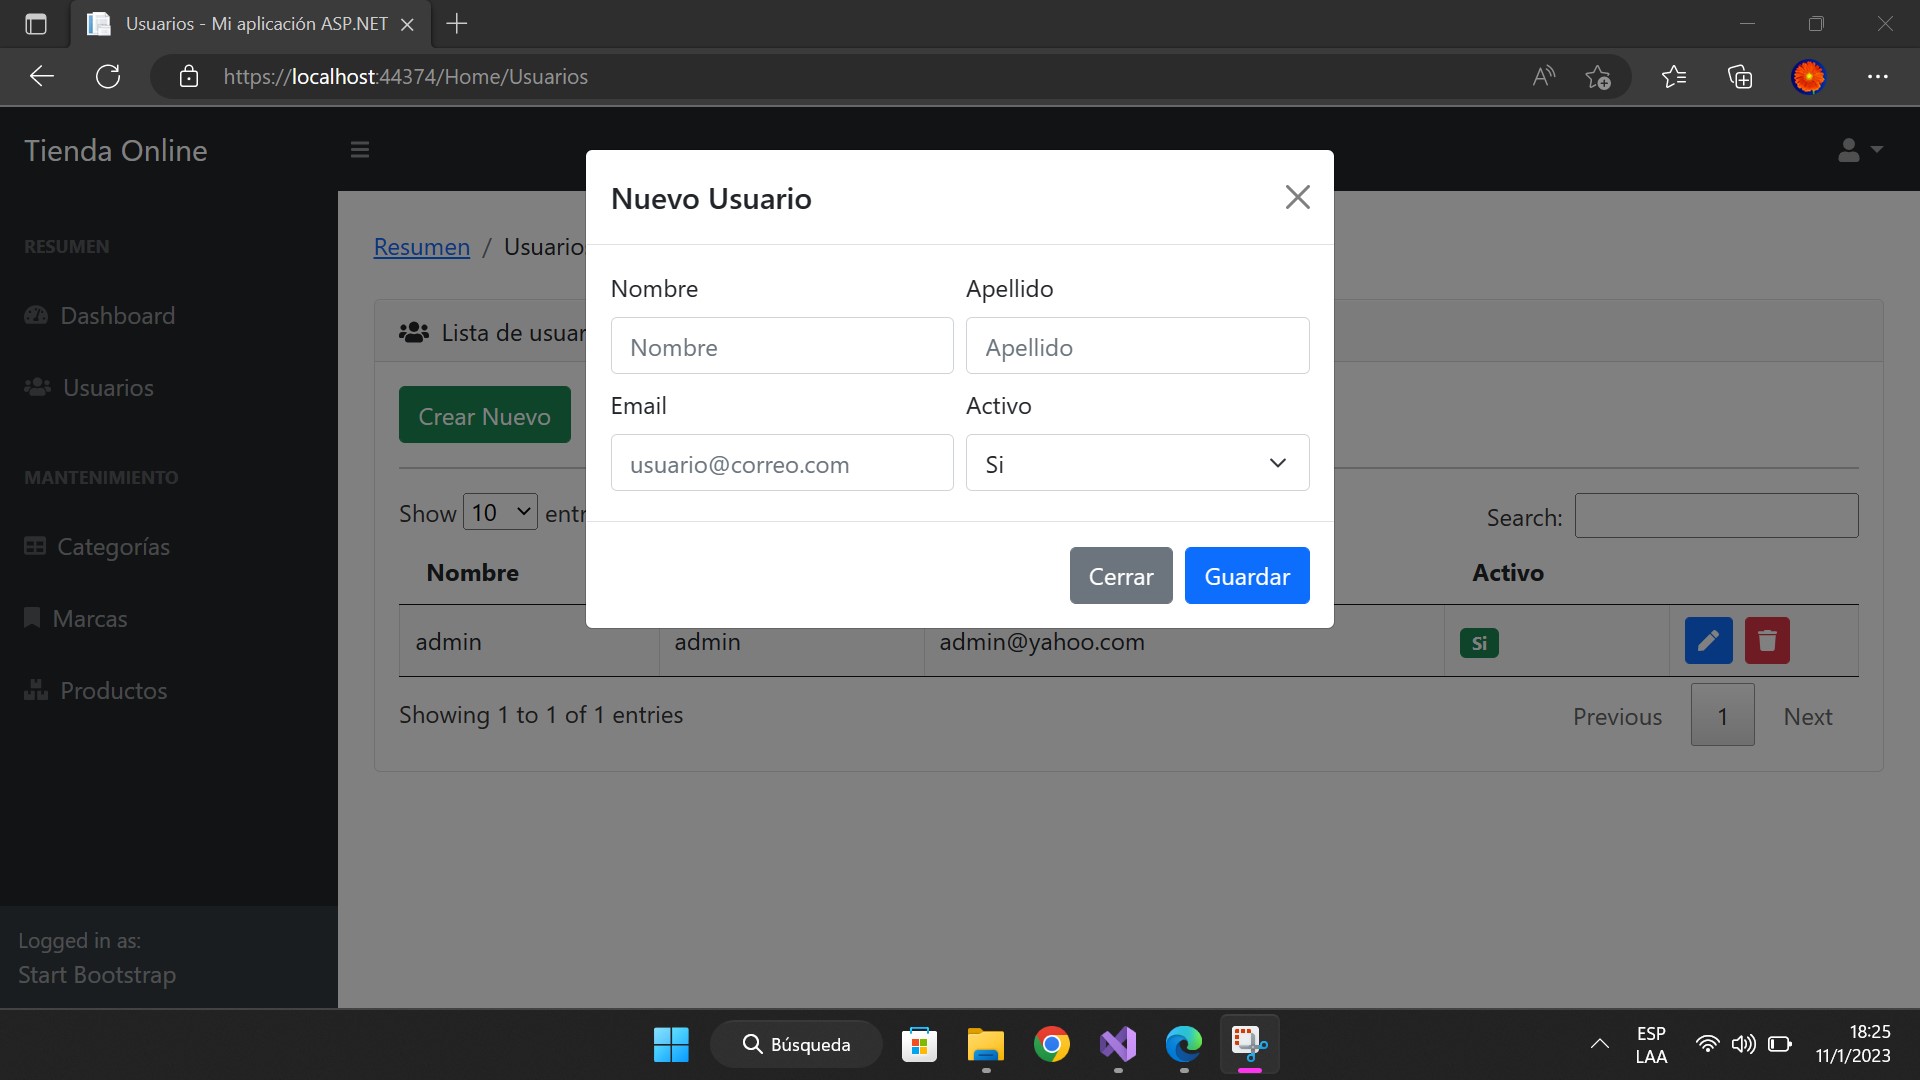 Usuarios - Mi aplicación ASP.NET
https://localhost:44374/Home/Usuarios
Tienda Online
RESUMEN
Dashboard
Usuarios
MANTENIMIENTO
Categorías
Marcas
Productos
Logged in as:
Start Bootstrap
Resumen / Usuario
Lista de usuar
Crear Nuevo
Show 10 entr
Search:
Nombre
Activo
admin admin admin@yahoo.com Si
Showing 1 to 1 of 1 entries
Previous 1 Next
Nuevo Usuario
Nombre Apellido
Nombre Apellido
Email Activo
usuario@correo.com Si
Cerrar Guardar
Búsqueda
ESP
LAA
18:25
11/1/2023